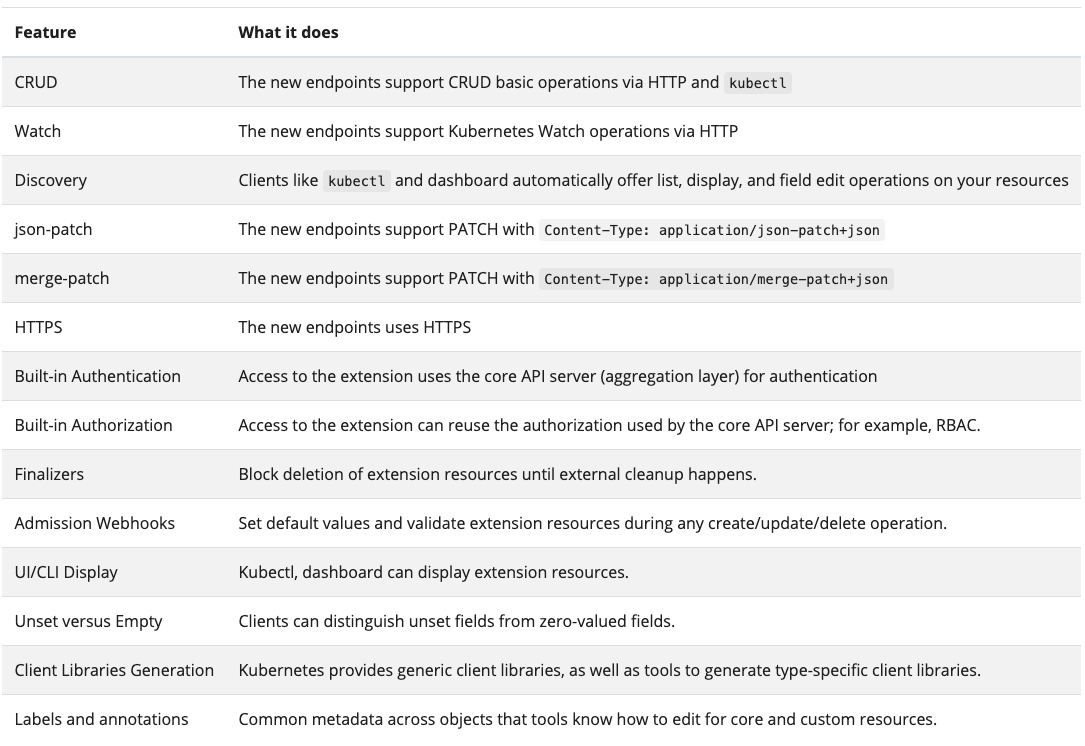 Feature What it does
CRUD The new endpoints support CRUD basic operations via HTTP and kubectl
Watch The new endpoints support Kubernetes Watch operations via HTTP
Discovery Clients like kubectl and dashboard automatically offer list, display, and field edit operations on your resources
json-patch The new endpoints support PATCH with Content-Type: application/json-patch+json
merge-patch The new endpoints support PATCH with Content-Type: application/merge-patch+json
HTTPS The new endpoints uses HTTPS
Built-in Authentication Access to the extension uses the core API server (aggregation layer) for authentication
Built-in Authorization Access to the extension can reuse the authorization used by the core API server; for example, RBAC.
Finalizers Block deletion of extension resources until external cleanup happens.
Admission Webhooks Set default values and validate extension resources during any create/update/delete operation.
UI/CLI Display Kubectl, dashboard can display extension resources.
Unset versus Empty Clients can distinguish unset fields from zero-valued fields.
Client Libraries Generation Kubernetes provides generic client libraries, as well as tools to generate type-specific client libraries.
Labels and annotations Common metadata across objects that tools know how to edit for core and custom resources.